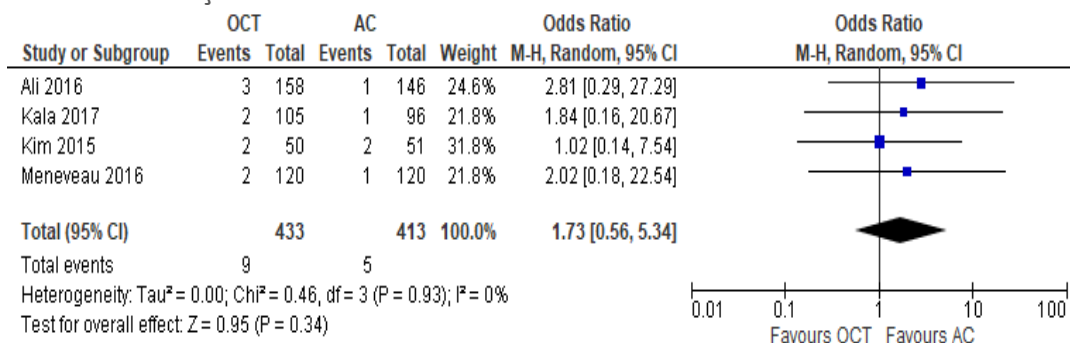 OCT AC Odds Ratio Odds Ratio
Study or Subgroup Events Total Events Total Weight M-H, Random, 95% CI M-H, Random, 95% CI
Ali 2016 3 158 1 146 24.6% 2.81 [0.29, 27.29]
Kala 2017 2 105 1 96 21.8% 1.84 [0.16, 20.67]
Kim 2015 2 50 2 51 31.8% 1.02 [0.14, 7.54]
Meneveau 2016 2 120 1 120 21.8% 2.02 [0.18, 22.54]
Total (95% CI) 433 413 100.0% 1.73 [0.56, 5.34]
Total events 9 5
Heterogeneity: Tau² = 0.00; Chi² = 0.46, df = 3 (P = 0.93); I² = 0%
Test for overall effect: Z = 0.95 (P = 0.34)
0.01 0.1 1 10 100
Favours OCT Favours AC